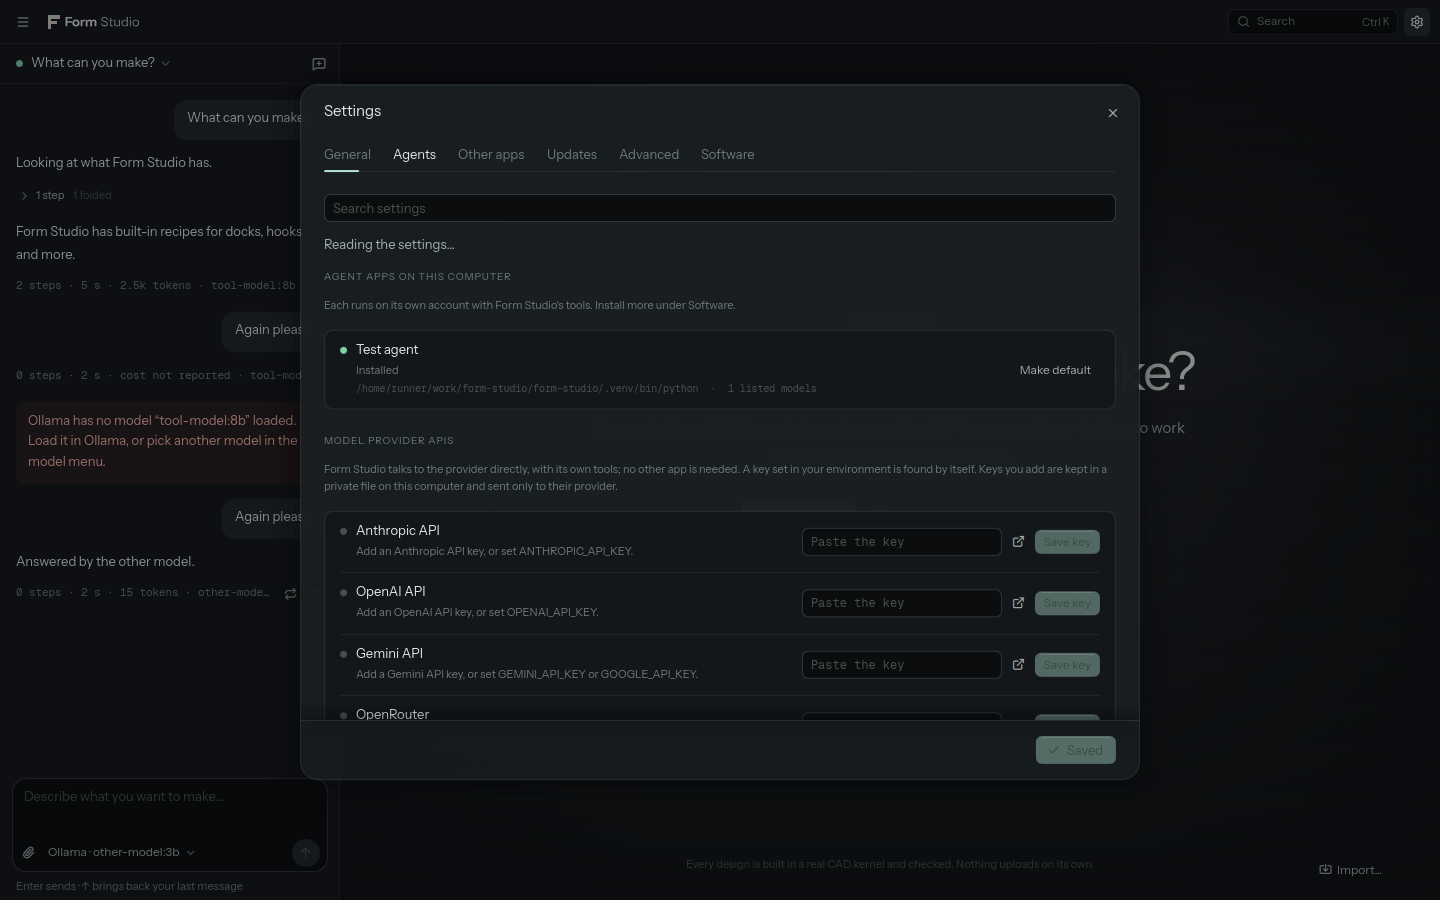 Form Studio
Search Ctrl K
What can you make?
What can you make
Looking at what Form Studio has.
1 step 1 folded
Form Studio has built-in recipes for docks, hooks
and more.
2 steps · 5 s · 2.5k tokens · tool-model:8b
Again pleas
0 steps · 2 s · cost not reported · tool-mod
Ollama has no model “tool-model:8b” loaded.
Load it in Ollama, or pick another model in the
model menu.
Again pleas
Answered by the other model.
0 steps · 2 s · 15 tokens · other-mode…
Describe what you want to make…
Ollama · other-model:3b
Enter sends · ↑ brings back your last message
Settings
General Agents Other apps Updates Advanced Software
Search settings
Reading the settings…
AGENT APPS ON THIS COMPUTER
Each runs on its own account with Form Studio's tools. Install more under Software.
Test agent
Installed
Make default
/home/runner/work/form-studio/form-studio/.venv/bin/python · 1 listed models
MODEL PROVIDER APIS
Form Studio talks to the provider directly, with its own tools; no other app is needed. A key set in your environment is found by itself. Keys you add are kept in a
private file on this computer and sent only to their provider.
Anthropic API
Add an Anthropic API key, or set ANTHROPIC_API_KEY.
Paste the key Save key
OpenAI API
Add an OpenAI API key, or set OPENAI_API_KEY.
Paste the key Save key
Gemini API
Add a Gemini API key, or set GEMINI_API_KEY or GOOGLE_API_KEY.
Paste the key Save key
OpenRouter
Saved
ke?
o work
Every design is built in a real CAD kernel and checked. Nothing uploads on its own.
Import…